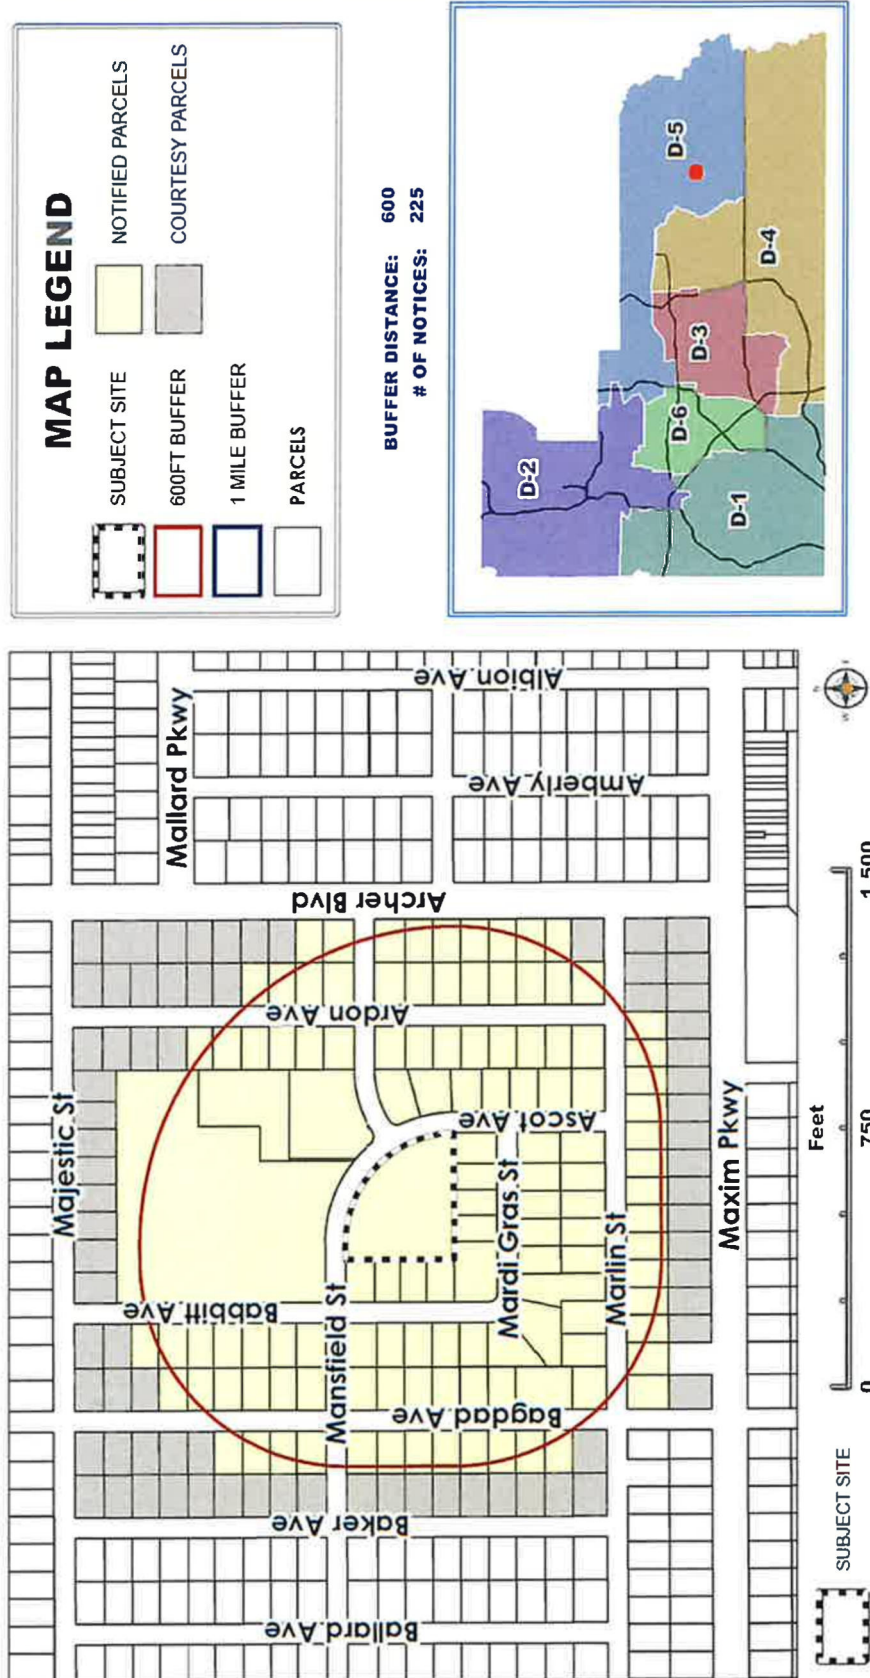 MAP LEGEND
SUBJECT SITE
NOTIFIED PARCELS
600FT BUFFER
COURTESY PARCELS
1 MILE BUFFER
PARCELS
BUFFER DISTANCE: 600
# OF NOTICES: 225
D-2
D-5
D-6
D-3
D-4
D-1
Majestic St
Mallard Pkwy
Babbitt Ave
Ardon Ave
Archer Blvd
Albion Ave
Amberly Ave
Baker Ave
Ballard Ave
Mansfield St
Bagdad Ave
Ascot Ave
Mardi Gras St
Marlin St
Maxim Pkwy
SUBJECT SITE
Feet
0 750 1,500
N
W